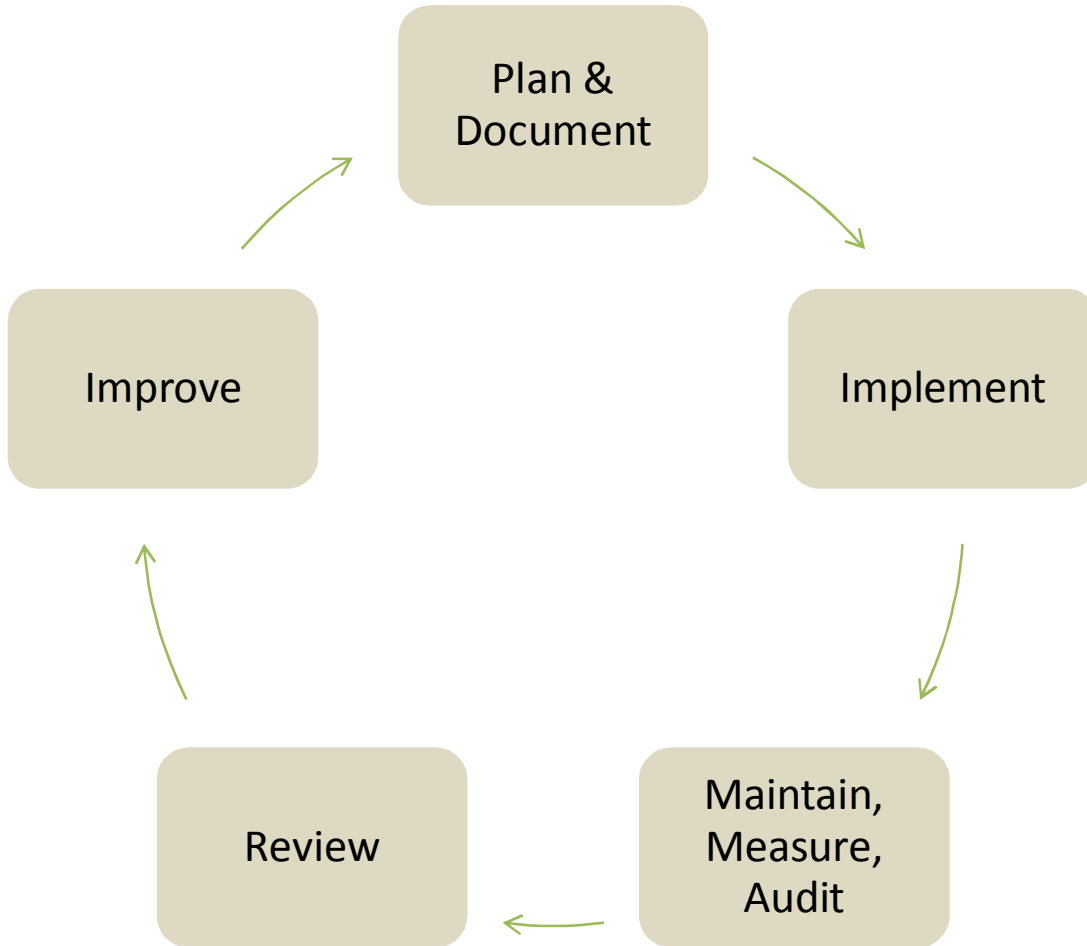 Plan &
Document
Implement
Maintain,
Measure,
Audit
Review
Improve